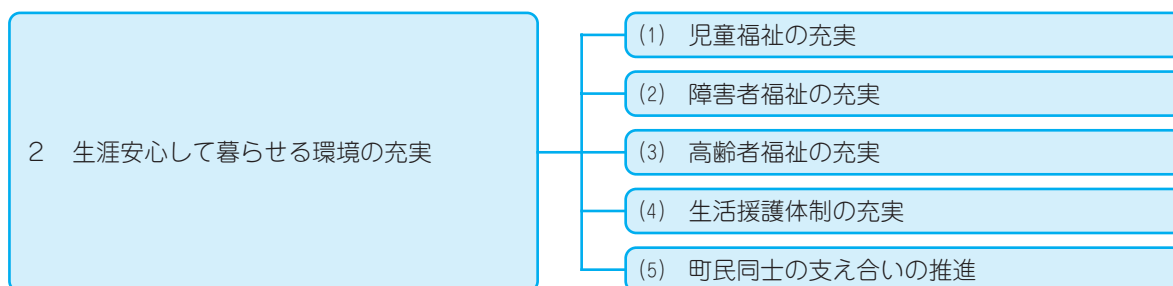 2 生涯安心して暮らせる環境の充実
⑴ 児童福祉の充実
⑵ 障害者福祉の充実
⑶ 高齢者福祉の充実
⑷ 生活援護体制の充実
⑸ 町民同士の支え合いの推進